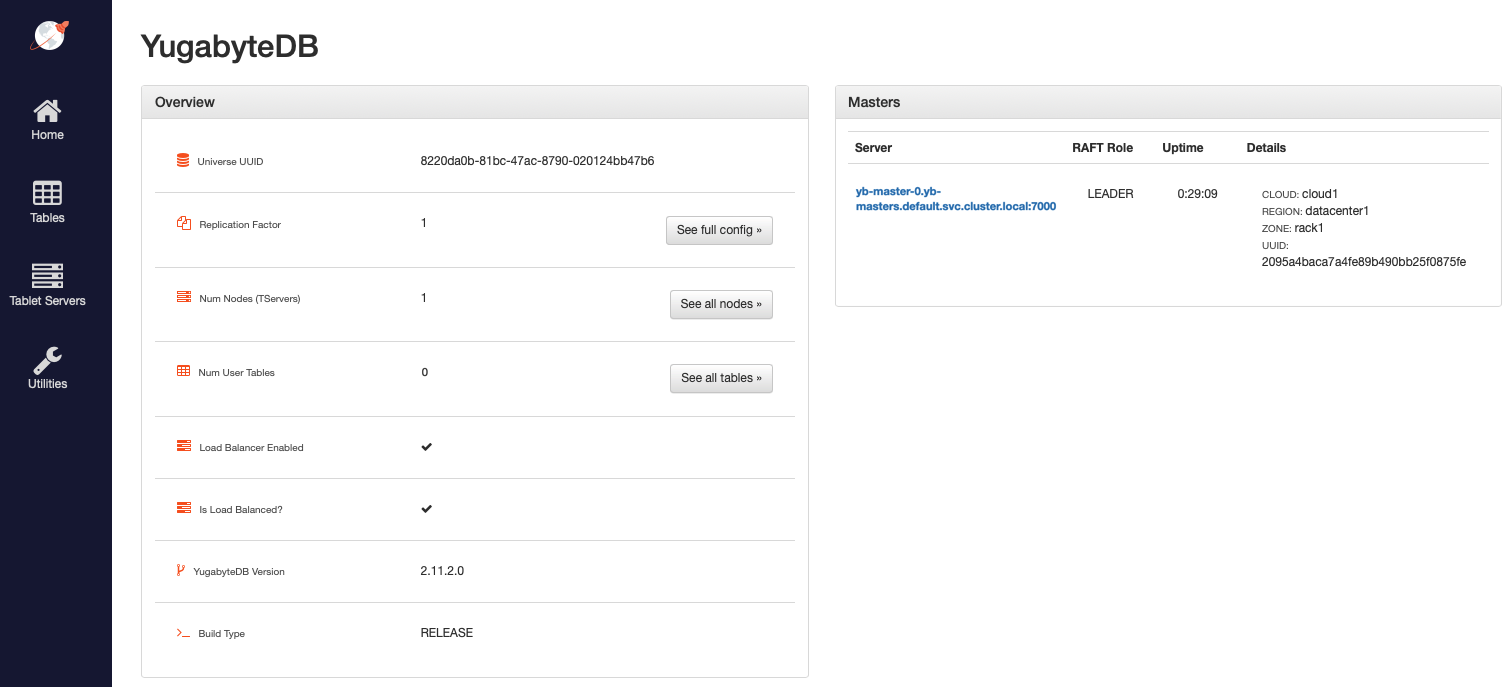 YugabyteDB
Home
Tables
Tablet Servers
Utilities
Overview
Universe UUID 8220da0b-81bc-47ac-8790-020124bb47b6
Replication Factor 1 See full config »
Num Nodes (TServers) 1 See all nodes »
Num User Tables 0 See all tables »
Load Balancer Enabled ✔
Is Load Balanced? ✔
YugabyteDB Version 2.11.2.0
Build Type RELEASE
Masters
Server RAFT Role Uptime Details
yb-master-0.yb-
masters.default.svc.cluster.local:7000
LEADER
0:29:09
CLOUD: cloud1
REGION: datacenter1
ZONE: rack1
UUID:
2095a4baca7a4fe89b490bb25f0875fe